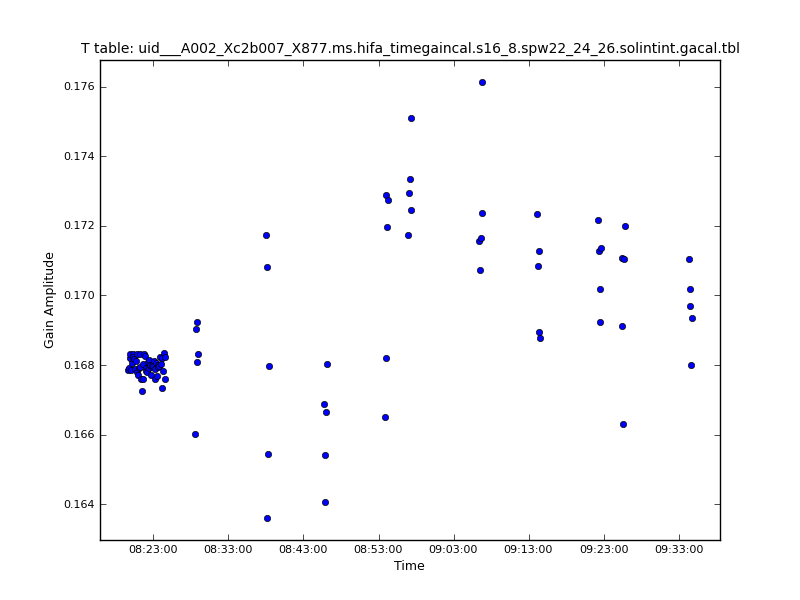 T table: uid___A002_Xc2b007_X877.ms.hifa_timegaincal.s16_8.spw22_24_26.solintint.gacal.tbl
0.176
0.174
0.172
0.170
0.168
0.166
0.164
Gain Amplitude
08:23:00 08:33:00 08:43:00 08:53:00 09:03:00 09:13:00 09:23:00 09:33:00
Time